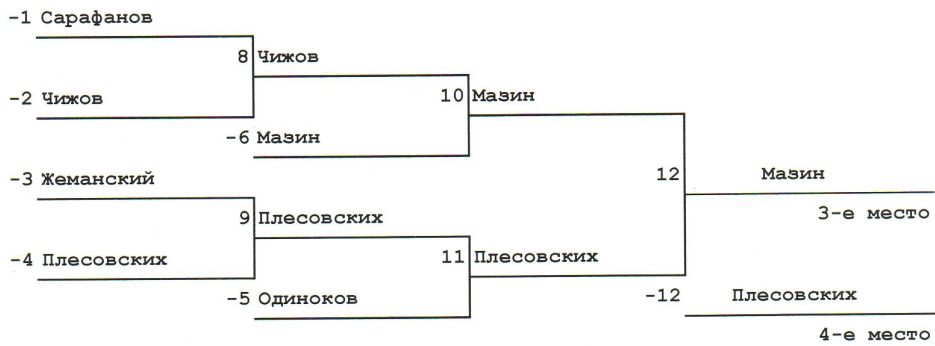 -1 Сарафанов
8 Чижов
-2 Чижов
10 Мазин
-6 Мазин
-3 Жеманский
12 Мазин
3-е место
9 Плесовских
-4 Плесовских
11 Плесовских
-5 Одиноков
-12 Плесовских
4-е место